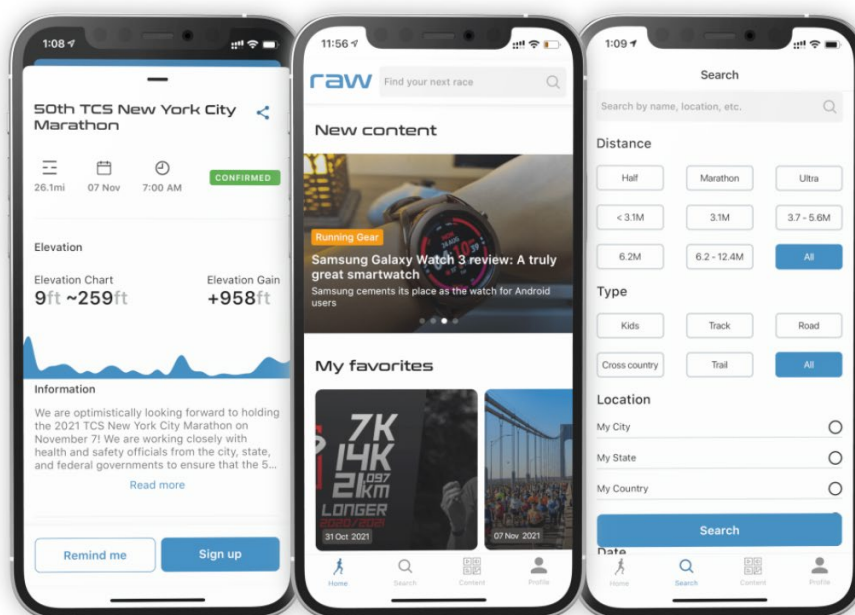 1:08
50th TCS New York City
Marathon
26.1mi
07 Nov
7:00 AM
CONFIRMED
Elevation
Elevation Chart
9ft ~259ft
Elevation Gain
+958ft
Information
We are optimistically looking forward to holding
the 2021 TCS New York City Marathon on
November 7! We are working closely with
health and safety officials from the city, state,
and federal governments to ensure that the 5...
Read more
Remind me
Sign up
11:56
raw
Find your next race
New content
Running Gear
Samsung Galaxy Watch 3 review: A truly
great smartwatch
Samsung cements its place as the watch for Android
users
My favorites
7K
14K
21,097
KM
LONGER
2020/2021
31 Oct 2021
07 Nov 2021
Home
Search
Content
Profile
1:09
Search
Search by name, location, etc.
Distance
Half
Marathon
Ultra
< 3.1M
3.1M
3.7 - 5.6M
6.2M
6.2 - 12.4M
All
Type
Kids
Track
Road
Cross country
Trail
All
Location
My City
My State
My Country
Search
Date
Home
Search
Content
Profile